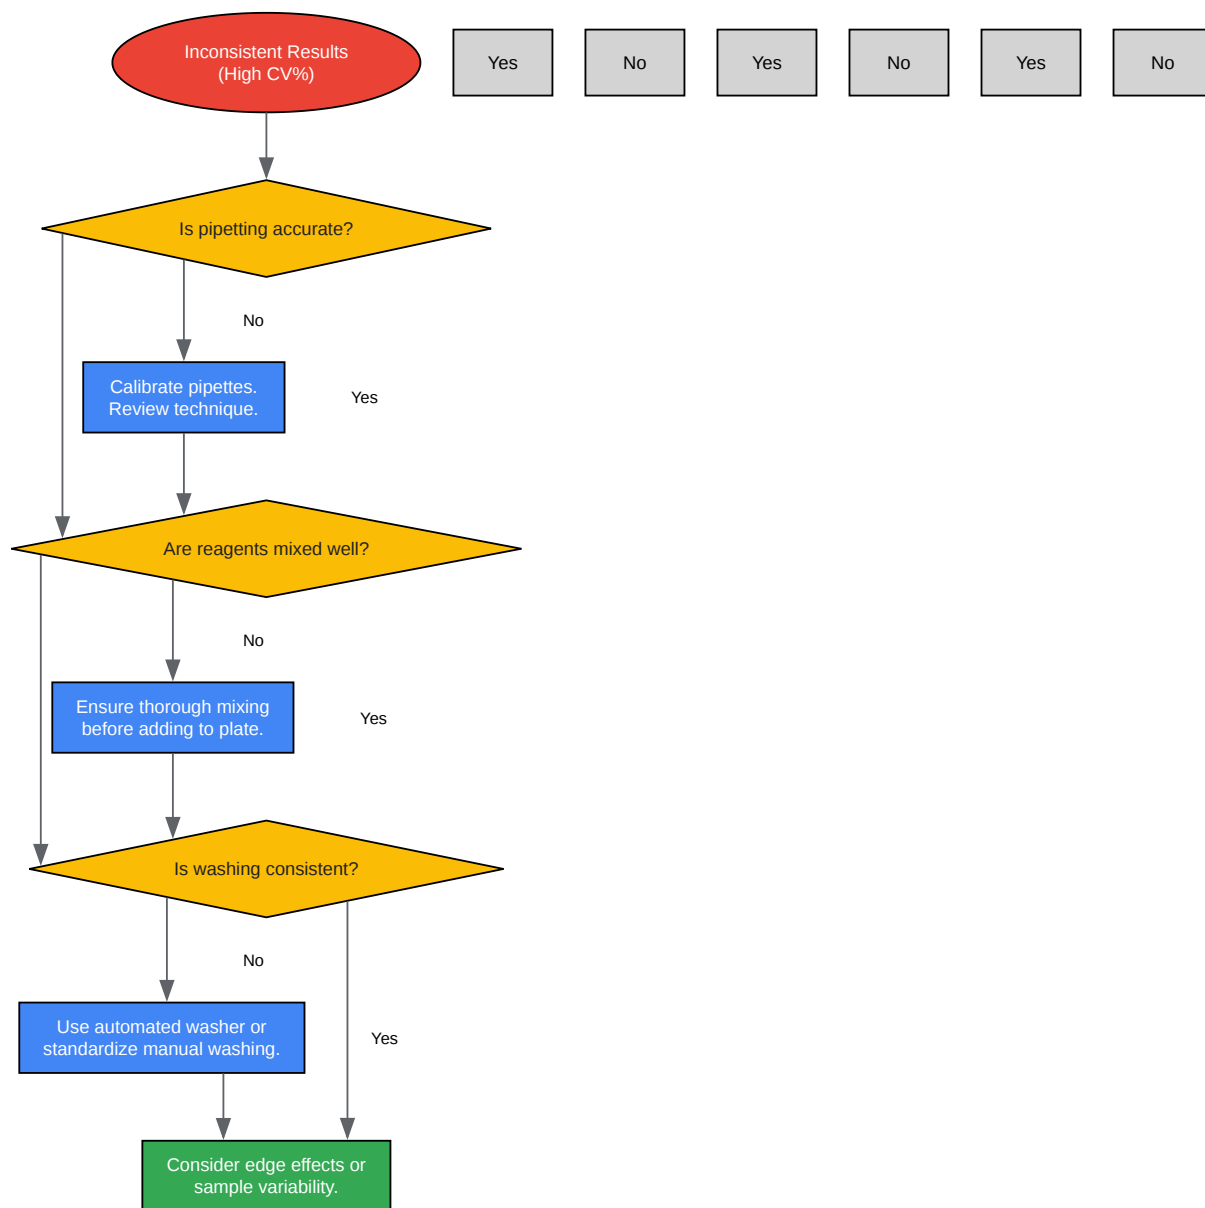 Inconsistent Results
(High CV%)
Yes
No
Yes
No
Yes
No
Is pipetting accurate?
No
Calibrate pipettes.
Review technique.
Yes
Are reagents mixed well?
No
Ensure thorough mixing
before adding to plate.
Yes
Is washing consistent?
No
Use automated washer or
standardize manual washing.
Yes
Consider edge effects or
sample variability.